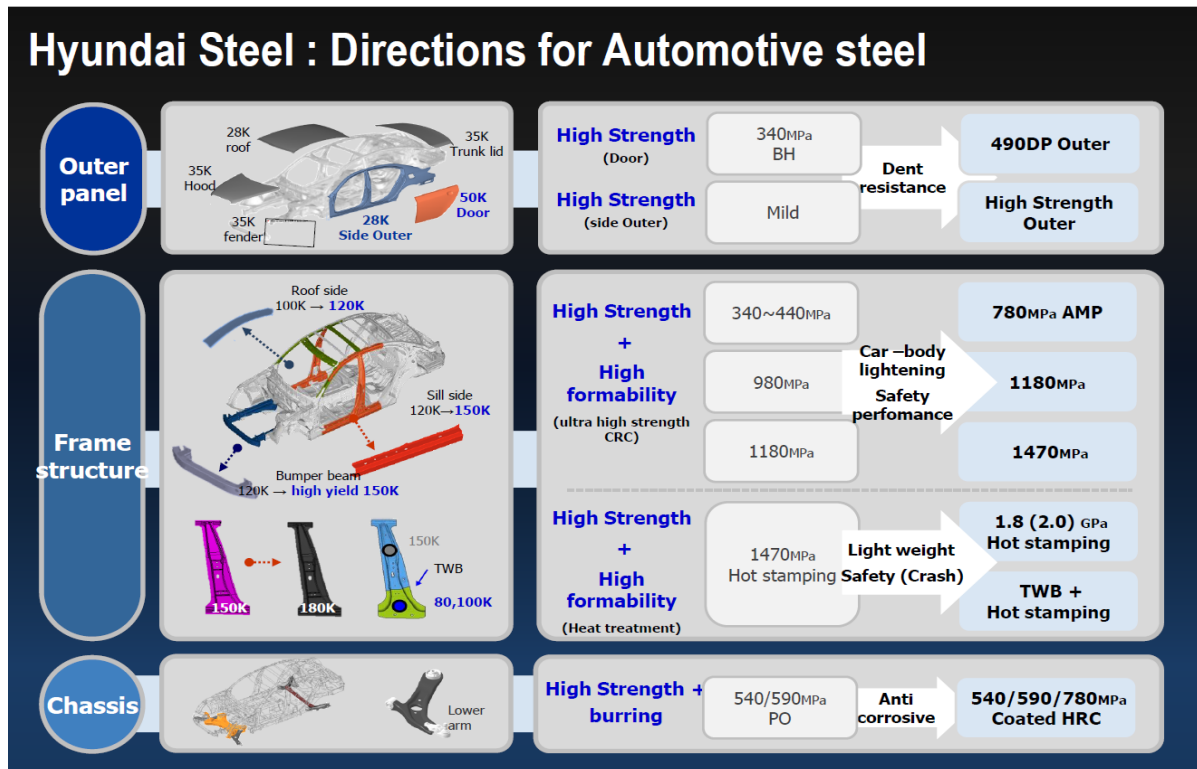 Hyundai Steel : Directions for Automotive steel
Outer
panel
28K
roof
35K
Trunk lid
35K
Hood
50K
Door
35K
fender
28K
Side Outer
High Strength
(Door)
340MPa
BH
High Strength
(side Outer)
Mild
Dent
resistance
490DP Outer
High Strength
Outer
Frame
structure
Roof side
100K → 120K
Sill side
120K→150K
Bumper beam
120K → high yield 150K
150K
180K
150K
TWB
80,100K
High Strength
+
High
formability
(ultra high strength
CRC)
340~440MPa
980MPa
1180MPa
Car –body
lightening
Safety
perfomance
780MPa AMP
1180MPa
1470MPa
High Strength
+
High
formability
(Heat treatment)
1470MPa
Hot stamping
Light weight
Safety (Crash)
1.8 (2.0) GPa
Hot stamping
TWB +
Hot stamping
Chassis
Lower
arm
High Strength +
burring
540/590MPa
PO
Anti
corrosive
540/590/780MPa
Coated HRC